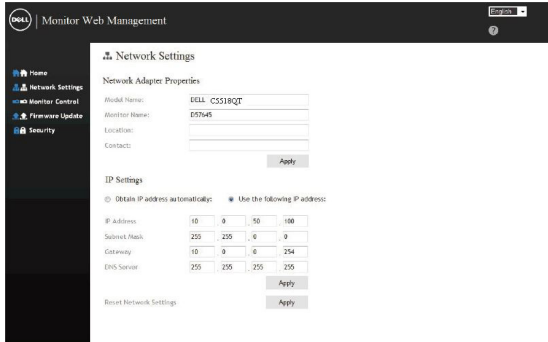 DELL
Monitor Web Management
English
?
Network Settings
Home
Network Settings
Monitor Control
Firmware Update
Security
Network Adapter Properties
Model Name: DELL C5518QT
Monitor Name: D57645
Location:
Contact:
Apply
IP Settings
Obtain IP address automatically: Use the following IP address:
IP Address 10 . 0 . 50 . 100
Subnet Mask 255 . 255 . 0 . 0
Gateway 10 . 0 . 0 . 254
DNS Server 255 . 255 . 255 . 255
Apply
Reset Network Settings Apply